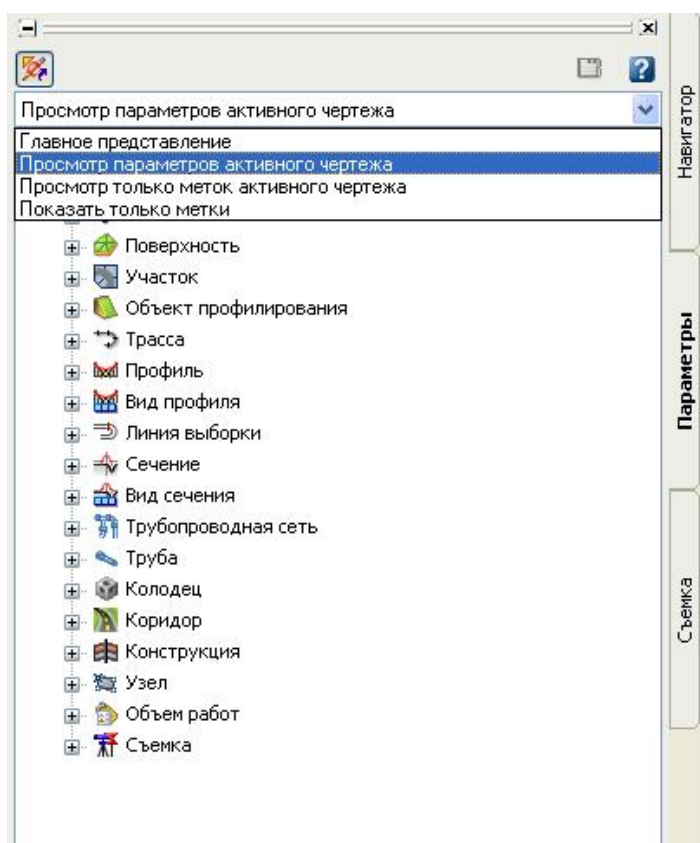 Просмотр параметров активного чертежа
Главное представление
Просмотр параметров активного чертежа
Просмотр только меток активного чертежа
Показать только метки
Поверхность
Участок
Объект профилирования
Трасса
Профиль
Вид профиля
Линия выборки
Сечение
Вид сечения
Трубопроводная сеть
Труба
Колодец
Коридор
Конструкция
Узел
Объем работ
Съемка
Навигатор
Параметры
Съемка